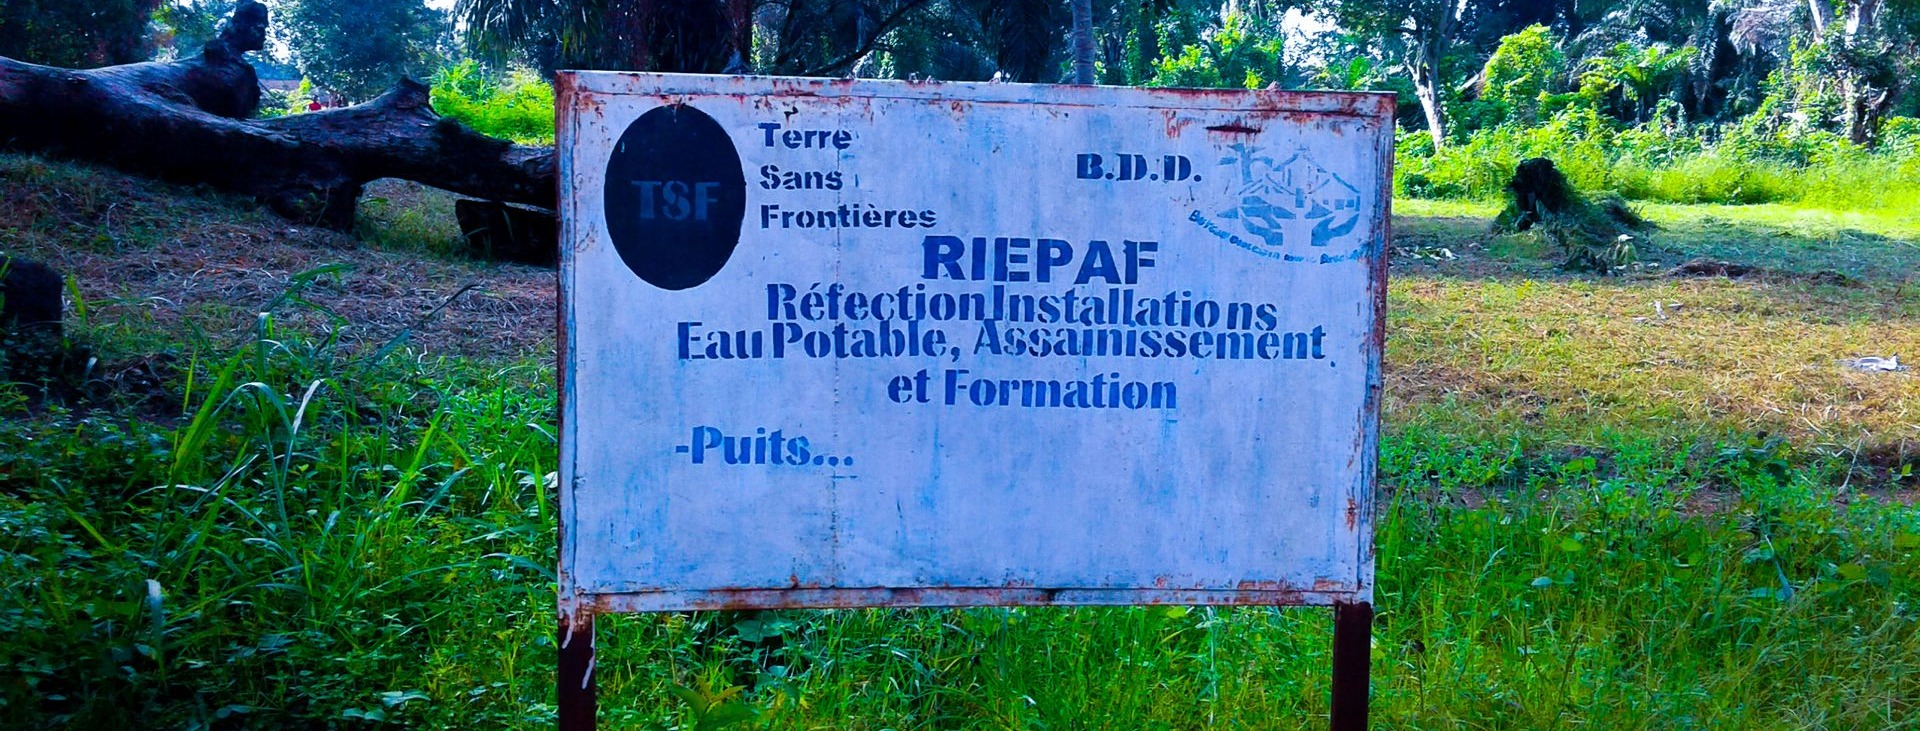 TSF
Terre
Sans
Frontières
B.D.D.
RIEPAF
Réfection Installations
Eau Potable, Assainissement
et Formation
-Puits...